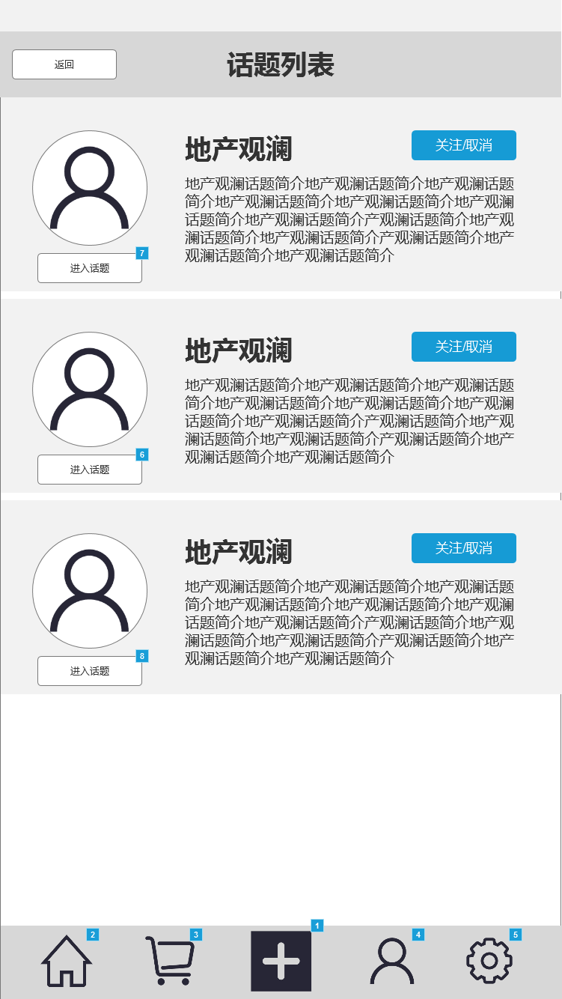 返回
话题列表
地产观澜
关注/取消
地产观澜话题简介地产观澜话题简介地产观澜话题
简介地产观澜话题简介地产观澜话题简介地产观澜
话题简介地产观澜话题简介产观澜话题简介地产观
澜话题简介地产观澜话题简介产观澜话题简介地产
观澜话题简介地产观澜话题简介
7
进入话题
地产观澜
关注/取消
地产观澜话题简介地产观澜话题简介地产观澜话题
简介地产观澜话题简介地产观澜话题简介地产观澜
话题简介地产观澜话题简介产观澜话题简介地产观
澜话题简介地产观澜话题简介产观澜话题简介地产
观澜话题简介地产观澜话题简介
6
进入话题
地产观澜
关注/取消
地产观澜话题简介地产观澜话题简介地产观澜话题
简介地产观澜话题简介地产观澜话题简介地产观澜
话题简介地产观澜话题简介产观澜话题简介地产观
澜话题简介地产观澜话题简介产观澜话题简介地产
观澜话题简介地产观澜话题简介
8
进入话题
2
3
1
4
5